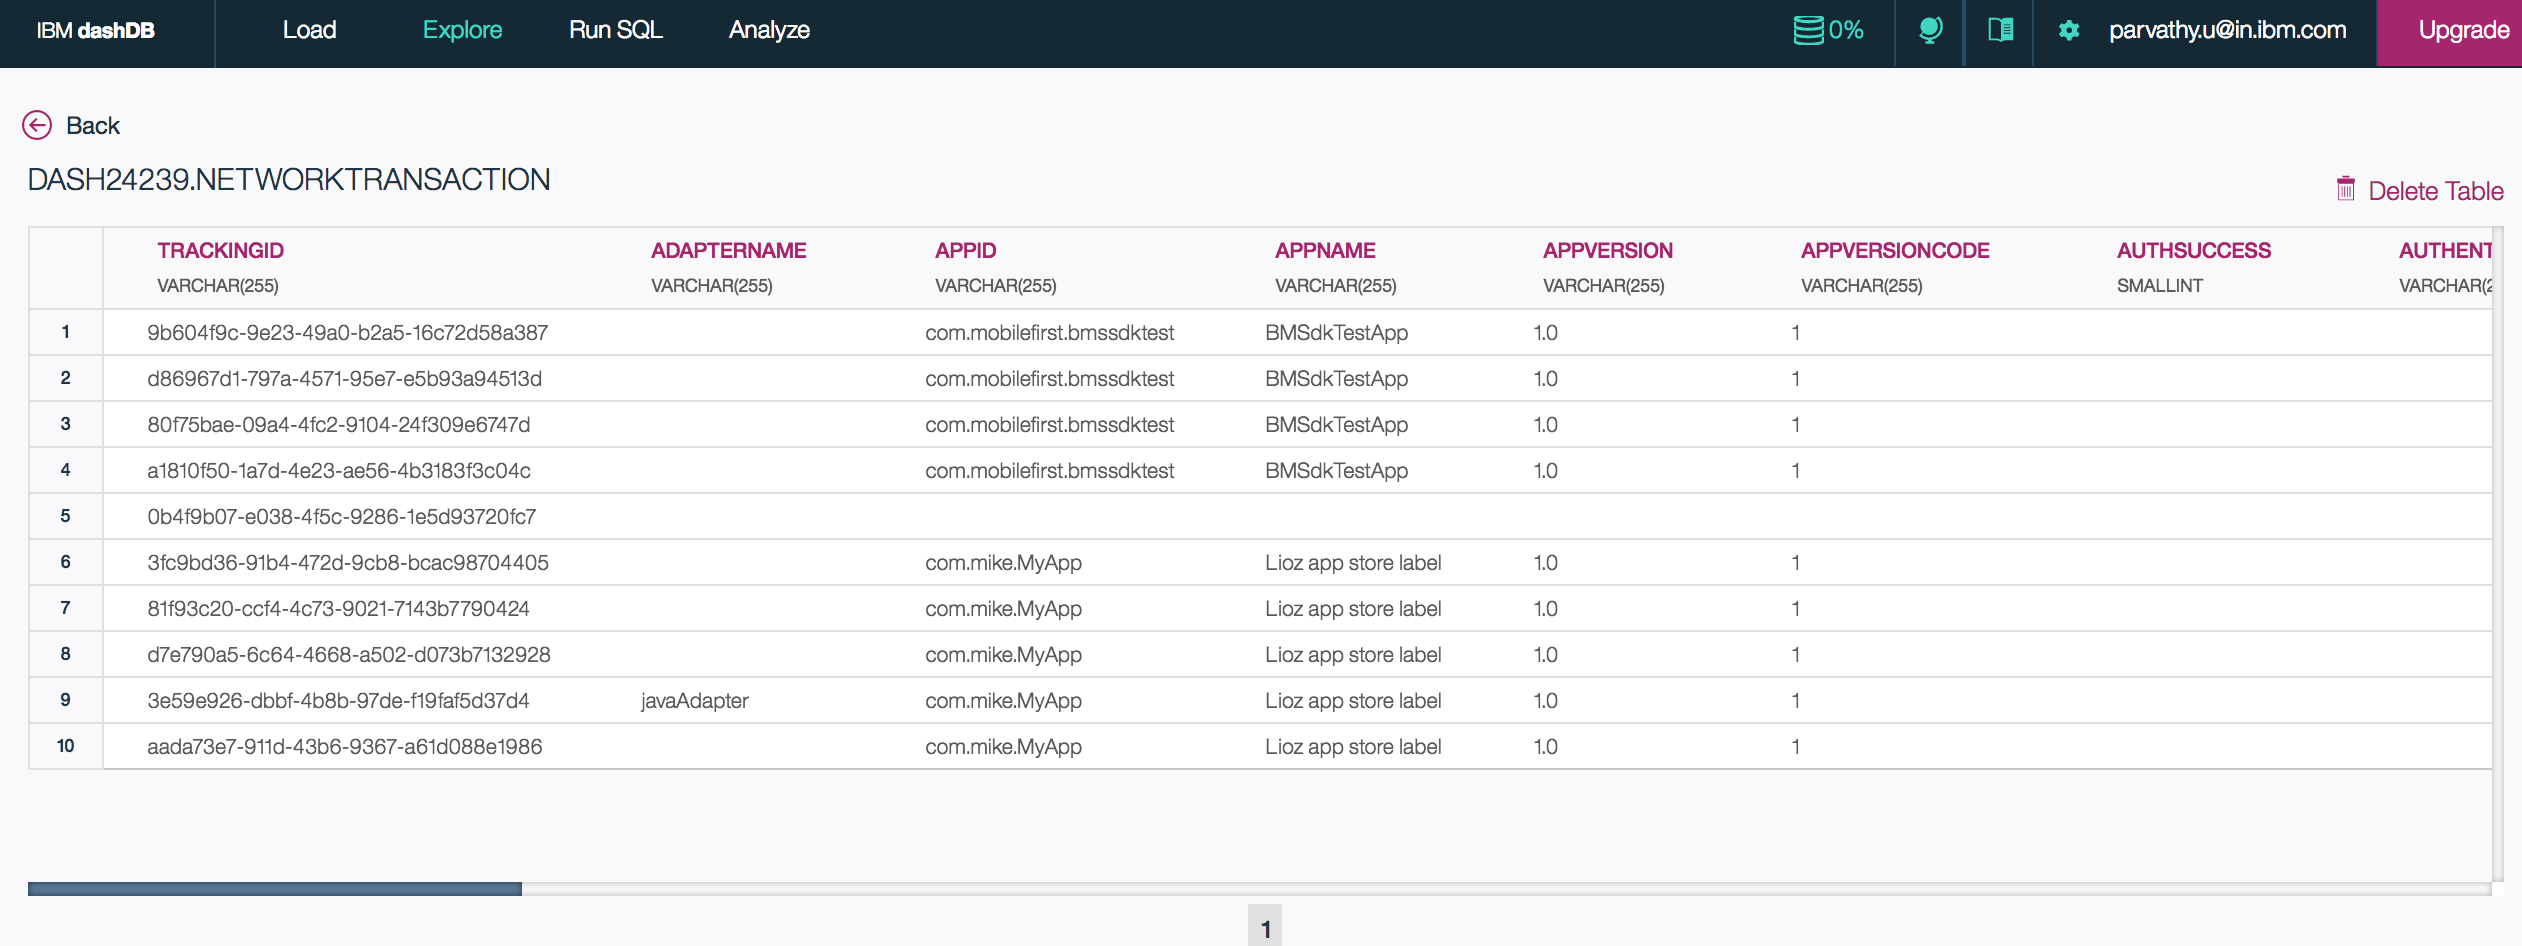 IBM dashDB Load Explore Run SQL Analyze 0% parvathy.u@in.ibm.com Upgrade
Back
DASH24239.NETWORKTRANSACTION
Delete Table
TRACKINGID ADAPTERNAME APPID APPNAME APPVERSION APPVERSIONCODE AUTHSUCCESS AUTHENT
VARCHAR(255) VARCHAR(255) VARCHAR(255) VARCHAR(255) VARCHAR(255) VARCHAR(255) SMALLINT VARCHAR(2
1 9b604f9c-9e23-49a0-b2a5-16c72d58a387 com.mobilefirst.bmssdktest BMSdkTestApp 1.0 1
2 d86967d1-797a-4571-95e7-e5b93a94513d com.mobilefirst.bmssdktest BMSdkTestApp 1.0 1
3 80f75bae-09a4-4fc2-9104-24f309e6747d com.mobilefirst.bmssdktest BMSdkTestApp 1.0 1
4 a1810f50-1a7d-4e23-ae56-4b3183f3c04c com.mobilefirst.bmssdktest BMSdkTestApp 1.0 1
5 0b4f9b07-e038-4f5c-9286-1e5d93720fc7
6 3fc9bd36-91b4-472d-9cb8-bcac98704405 com.mike.MyApp Lioz app store label 1.0 1
7 81f93c20-ccf4-4c73-9021-7143b7790424 com.mike.MyApp Lioz app store label 1.0 1
8 d7e790a5-6c64-4668-a502-d073b7132928 com.mike.MyApp Lioz app store label 1.0 1
9 3e59e926-dbbf-4b8b-97de-f19faf5d37d4 javaAdapter com.mike.MyApp Lioz app store label 1.0 1
10 aada73e7-911d-43b6-9367-a61d088e1986 com.mike.MyApp Lioz app store label 1.0 1
1